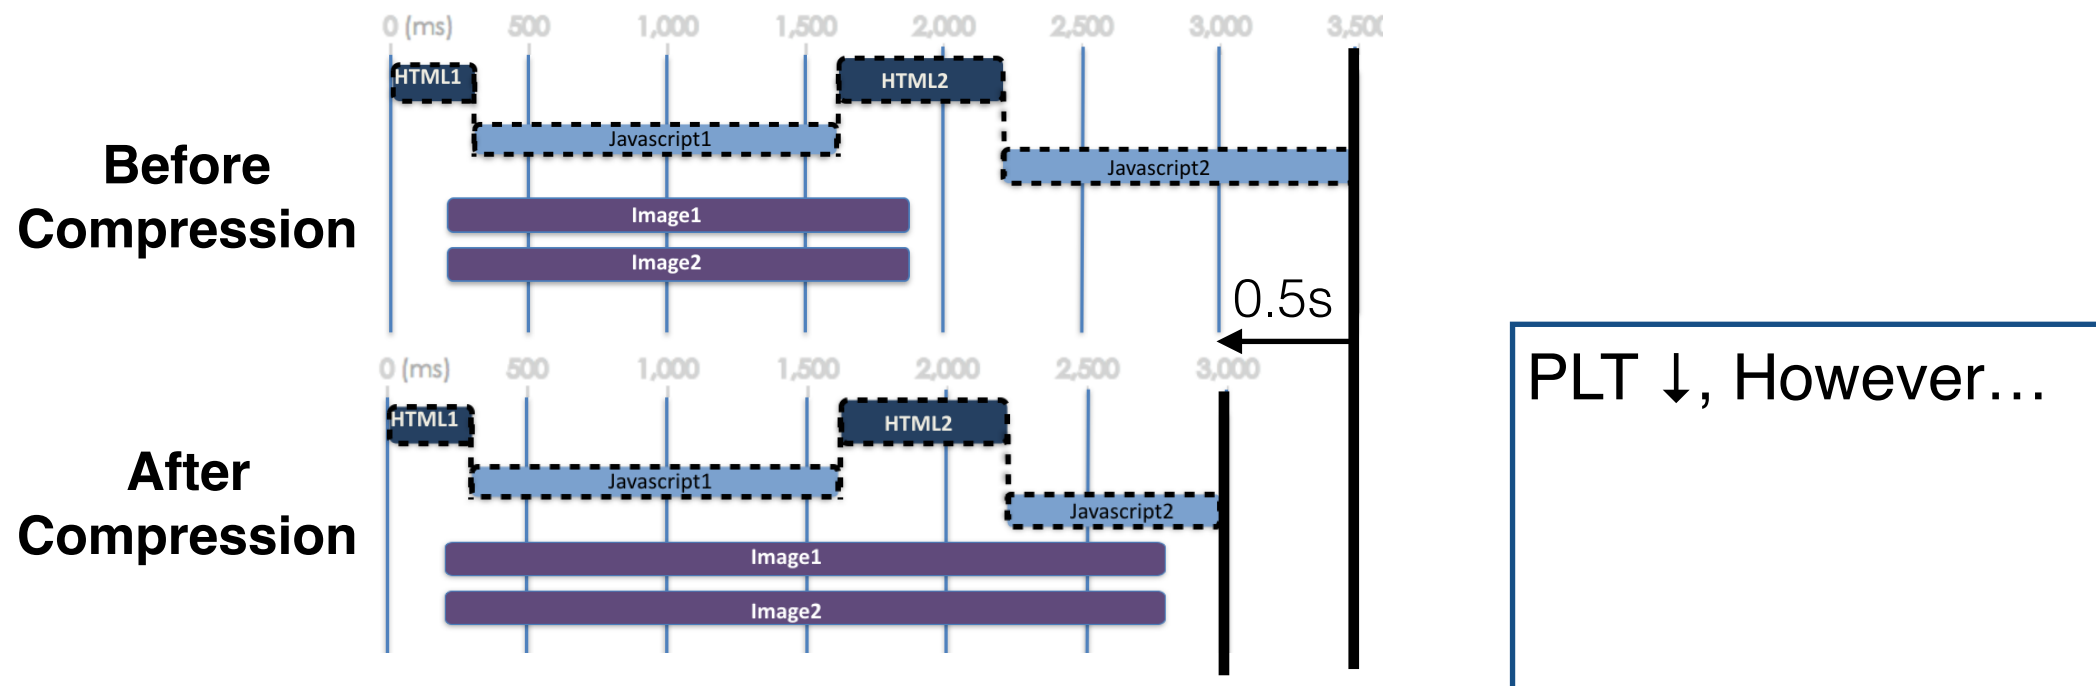 0 (ms) 500 1,000 1,500 2,000 2,500 3,000 3,500
HTML1
HTML2
Javascript1
Javascript2
Before
Compression
Image1
Image2
0.5s
0 (ms) 500 1,000 1,500 2,000 2,500 3,000
HTML1
HTML2
Javascript1
Javascript2
After
Compression
Image1
Image2
PLT ↓, However…